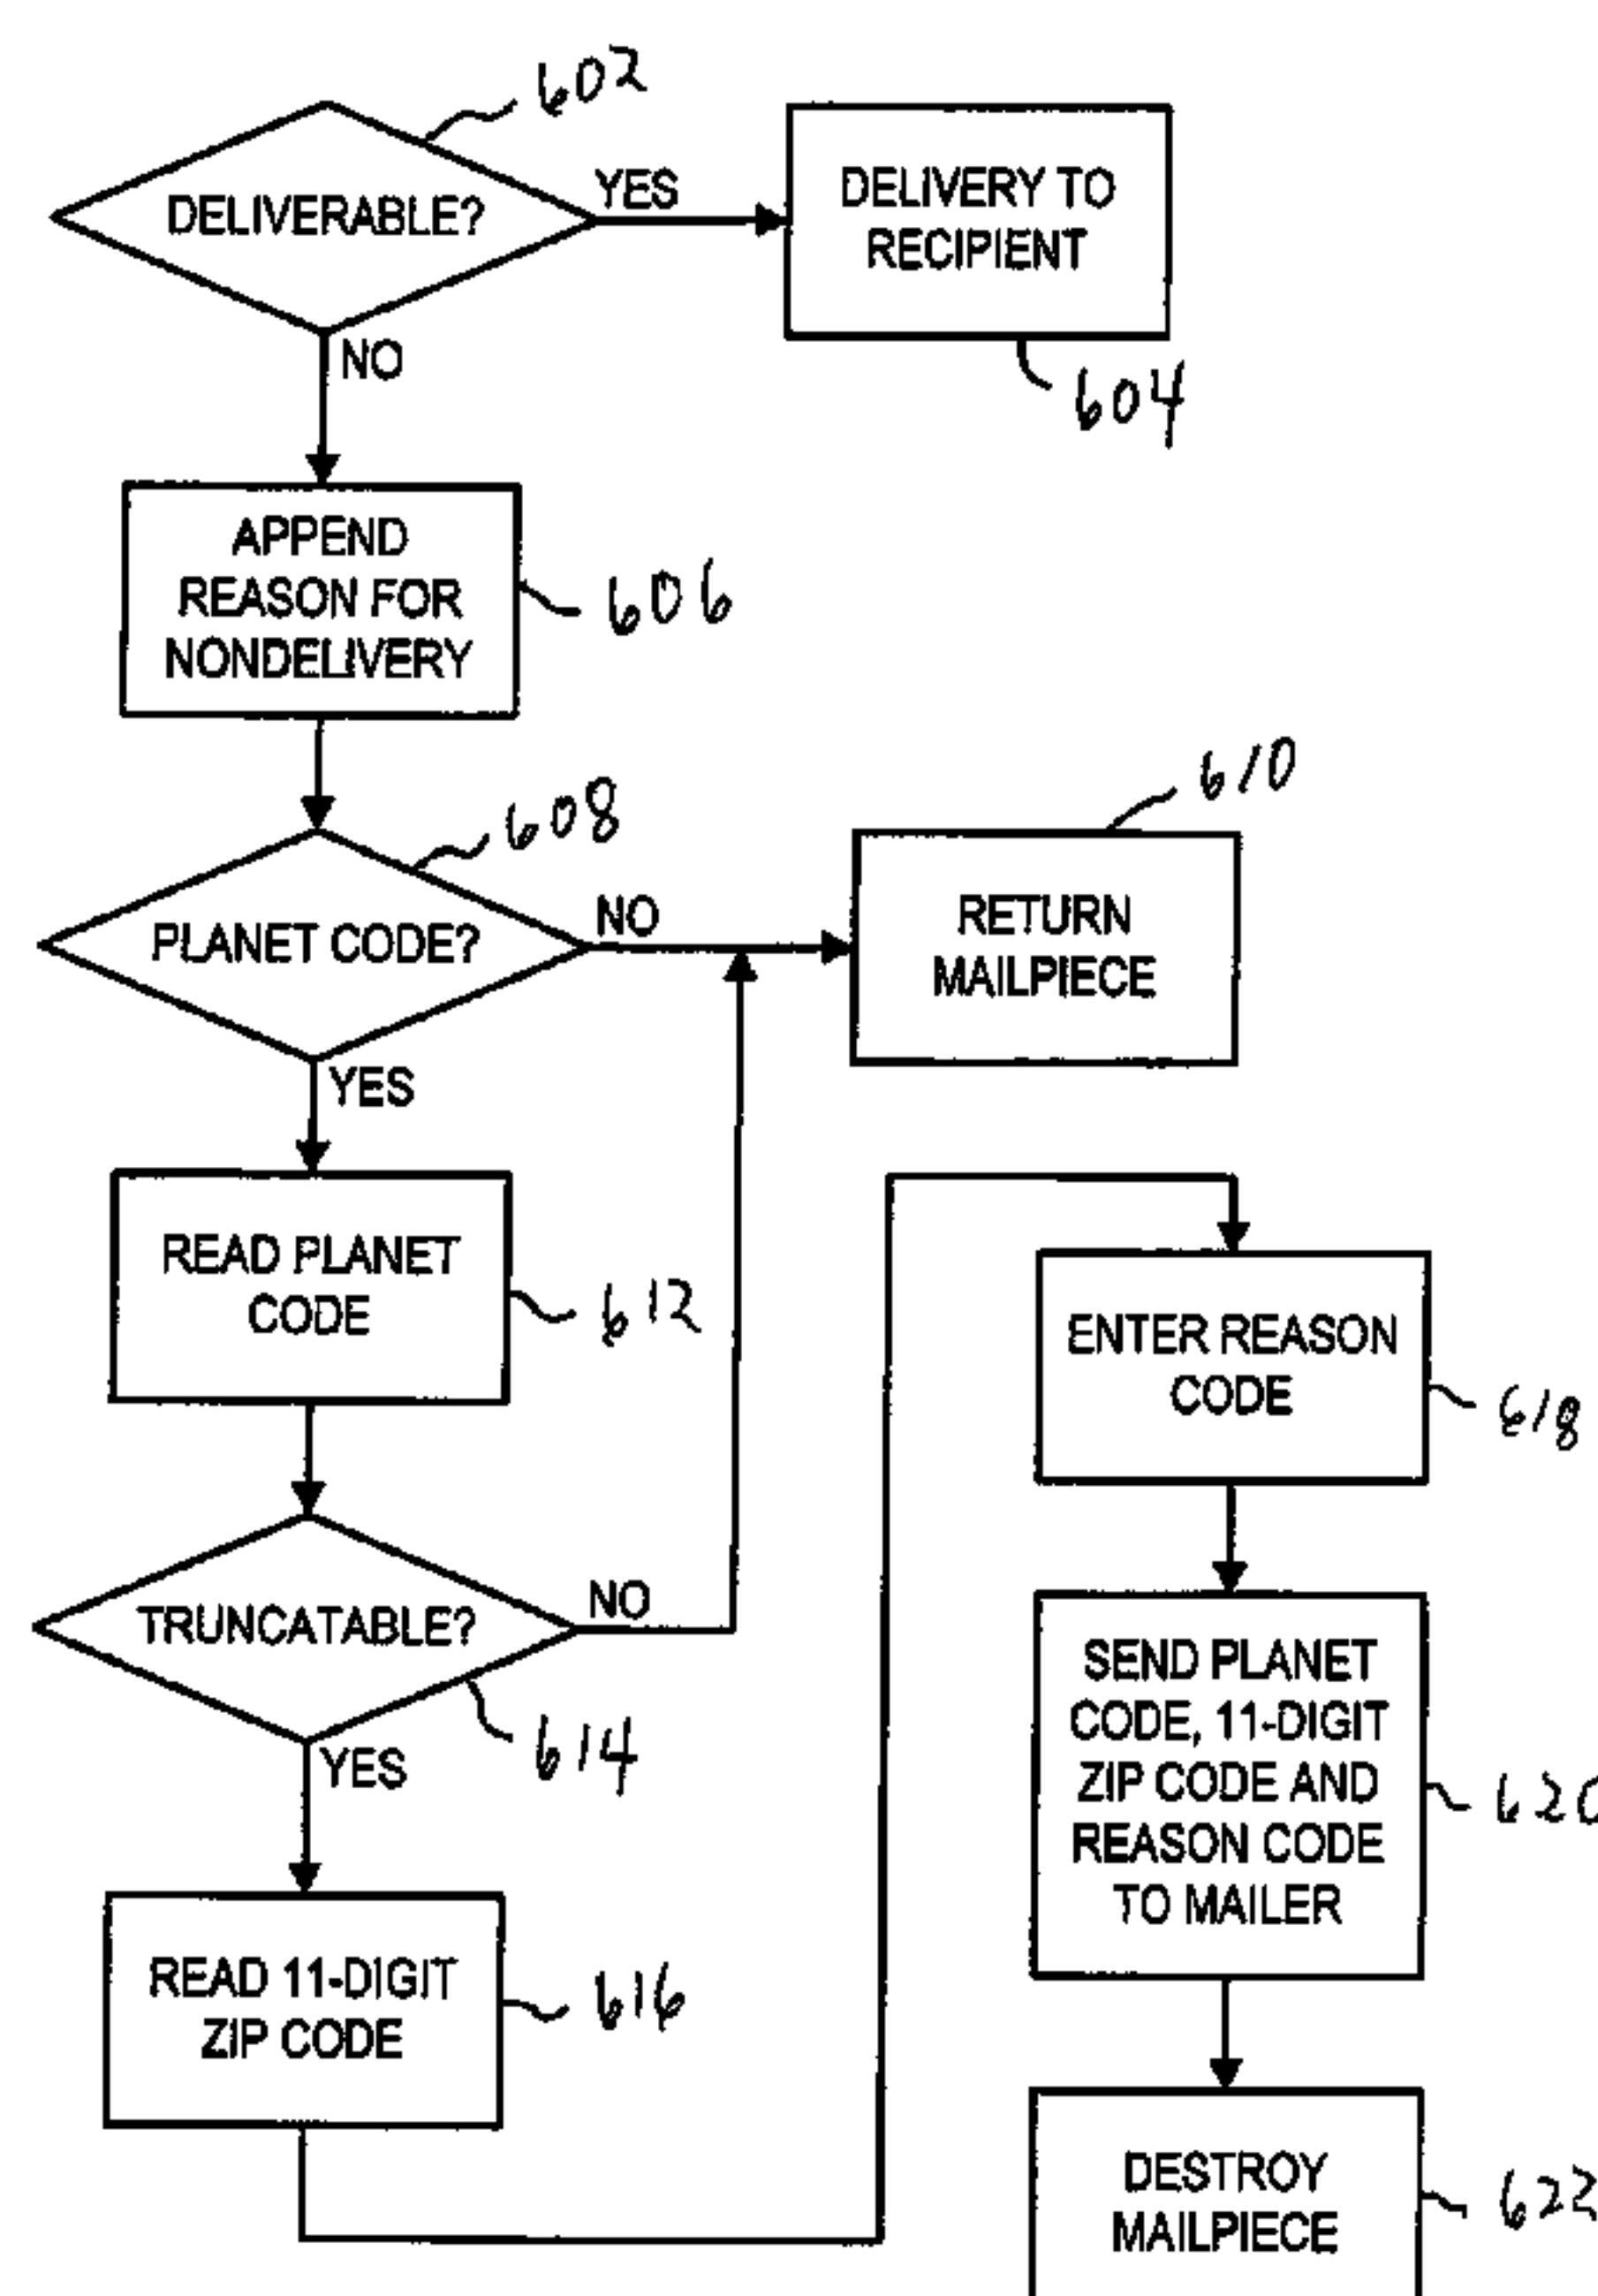 602
DELIVERABLE?
YES
DELIVERY TO
RECIPIENT
604
NO
APPEND
REASON FOR
NONDELIVERY
606
608
PLANET CODE?
NO
610
RETURN
MAILPIECE
YES
READ PLANET
CODE
612
TRUNCATABLE?
NO
614
YES
READ 11-DIGIT
ZIP CODE
616
ENTER REASON
CODE
618
SEND PLANET
CODE, 11-DIGIT
ZIP CODE AND
REASON CODE
TO MAILER
620
DESTROY
MAILPIECE
622